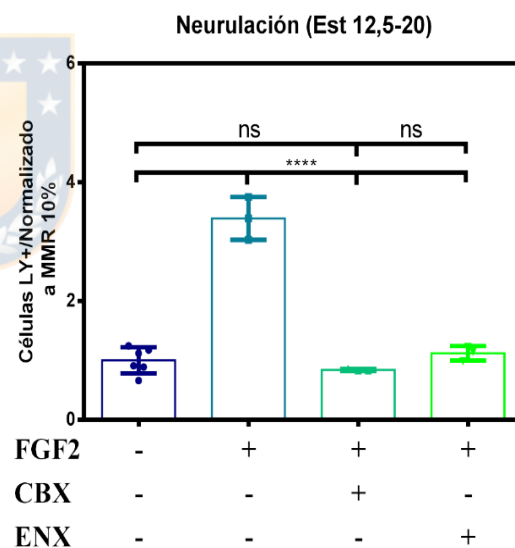 Neurulación (Est 12,5-20)
Células LY+/Normalizado
a MMR 10%
6
4
2
0
ns
ns
****
FGF2 - + + +
CBX - - + -
ENX - - - +